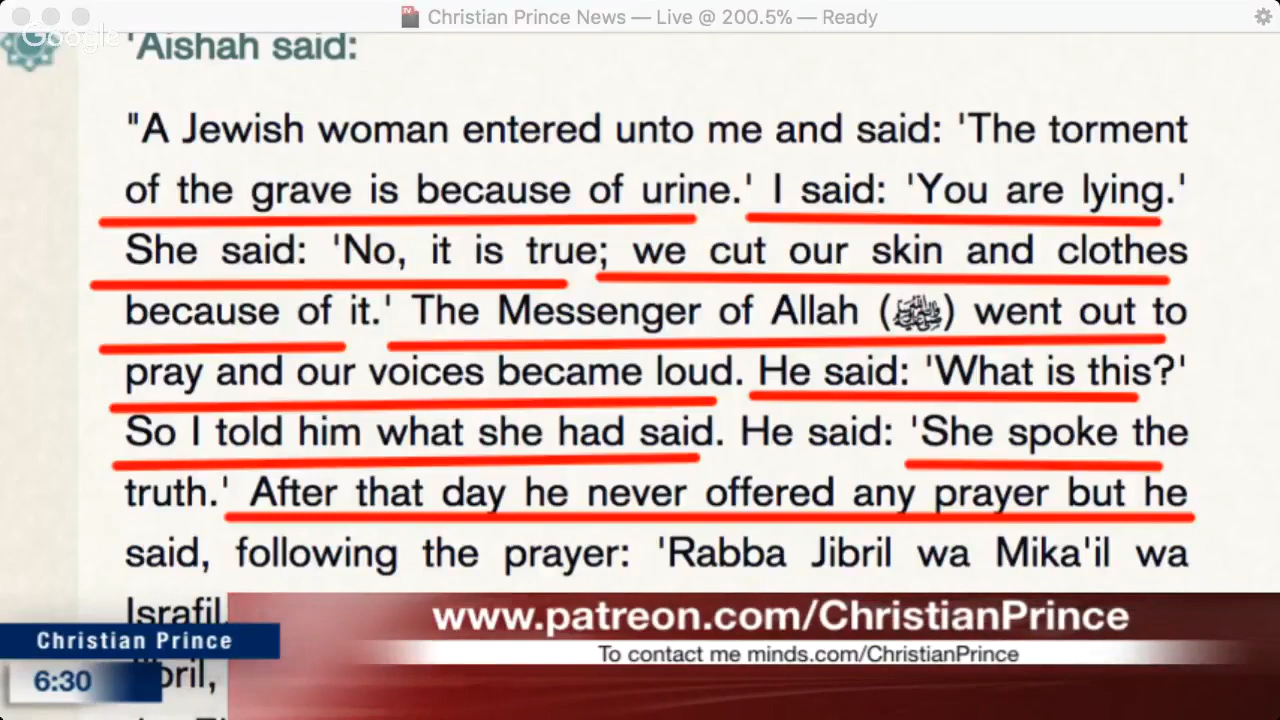 Christian Prince News — Live @ 200.5% — Ready
Google
'Aishah said:
"A Jewish woman entered unto me and said: 'The torment
of the grave is because of urine.' I said: 'You are lying.'
She said: 'No, it is true; we cut our skin and clothes
because of it.' The Messenger of Allah (ﷺ) went out to
pray and our voices became loud. He said: 'What is this?'
So I told him what she had said. He said: 'She spoke the
truth.' After that day he never offered any prayer but he
said, following the prayer: 'Rabba Jibril wa Mika'il wa
Israfil,
www.patreon.com/ChristianPrince
Christian Prince
To contact me minds.com/ChristianPrince
6:30